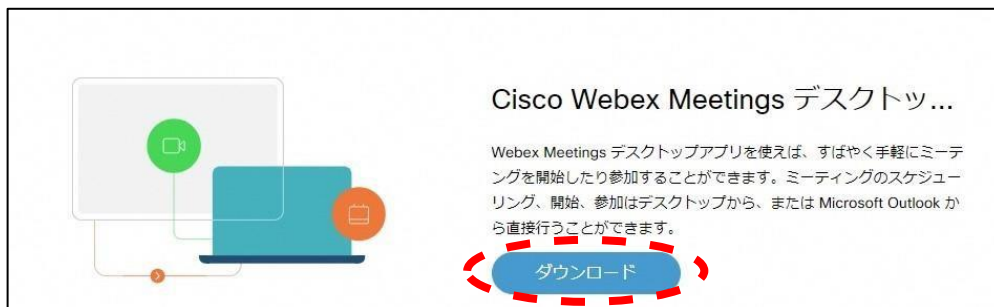 Cisco Webex Meetings デスクトッ...
Webex Meetings デスクトップアプリを使えば、すばやく手軽にミーテ
ィングを開始したり参加することができます。ミーティングのスケジュー
リング、開始、参加はデスクトップから、または Microsoft Outlook か
ら直接行うことができます。
ダウンロード